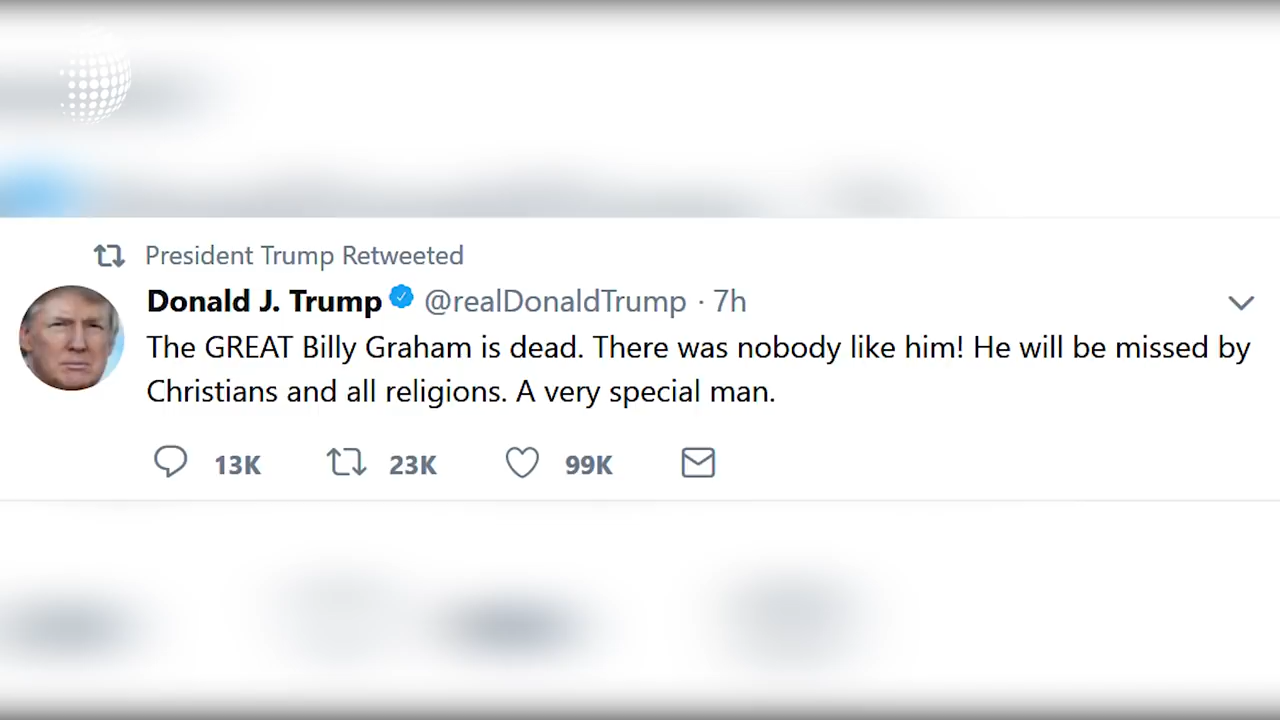 President Trump Retweeted
Donald J. Trump @realDonaldTrump · 7h
The GREAT Billy Graham is dead. There was nobody like him! He will be missed by
Christians and all religions. A very special man.
13K 23K 99K